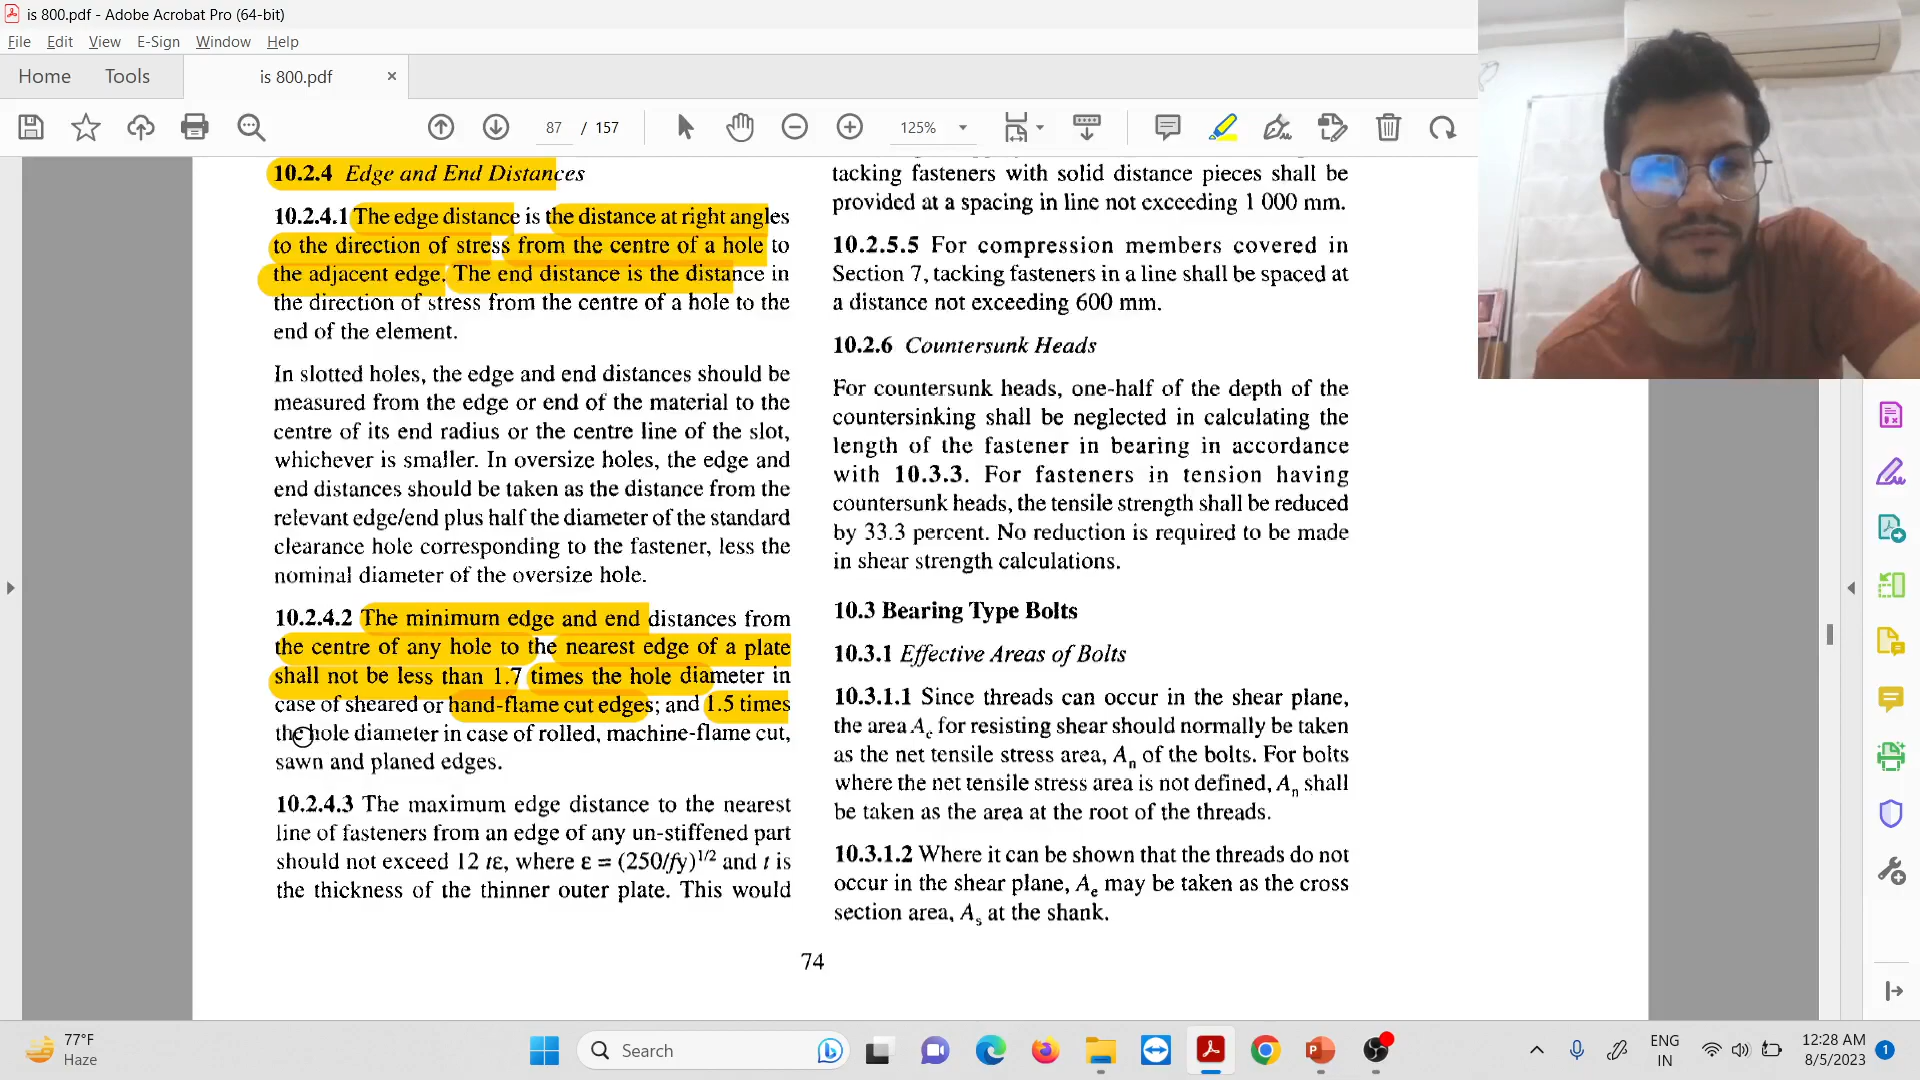 is 800.pdf - Adobe Acrobat Pro (64-bit)
File Edit View E-Sign Window Help
Home Tools is 800.pdf ×
87 / 157 125%
10.2.4 Edge and End Distances
10.2.4.1 The edge distance is the distance at right angles
to the direction of stress from the centre of a hole to
the adjacent edge. The end distance is the distance in
the direction of stress from the centre of a hole to the
end of the element.
In slotted holes, the edge and end distances should be
measured from the edge or end of the material to the
centre of its end radius or the centre line of the slot,
whichever is smaller. In oversize holes, the edge and
end distances should be taken as the distance from the
relevant edge/end plus half the diameter of the standard
clearance hole corresponding to the fastener, less the
nominal diameter of the oversize hole.
10.2.4.2 The minimum edge and end distances from
the centre of any hole to the nearest edge of a plate
shall not be less than 1.7 times the hole diameter in
case of sheared or hand-flame cut edges; and 1.5 times
the hole diameter in case of rolled, machine-flame cut,
sawn and planed edges.
10.2.4.3 The maximum edge distance to the nearest
line of fasteners from an edge of any un-stiffened part
should not exceed 12 tε, where ε = (250/fy)1/2 and t is
the thickness of the thinner outer plate. This would
tacking fasteners with solid distance pieces shall be
provided at a spacing in line not exceeding 1 000 mm.
10.2.5.5 For compression members covered in
Section 7, tacking fasteners in a line shall be spaced at
a distance not exceeding 600 mm.
10.2.6 Countersunk Heads
For countersunk heads, one-half of the depth of the
countersinking shall be neglected in calculating the
length of the fastener in bearing in accordance
with 10.3.3. For fasteners in tension having
countersunk heads, the tensile strength shall be reduced
by 33.3 percent. No reduction is required to be made
in shear strength calculations.
10.3 Bearing Type Bolts
10.3.1 Effective Areas of Bolts
10.3.1.1 Since threads can occur in the shear plane,
the area Ae for resisting shear should normally be taken
as the net tensile stress area, An of the bolts. For bolts
where the net tensile stress area is not defined, An shall
be taken as the area at the root of the threads.
10.3.1.2 Where it can be shown that the threads do not
occur in the shear plane, Ae may be taken as the cross
section area, As at the shank.
74
77°F
Haze
Search
ENG
IN
12:28 AM
8/5/2023
1